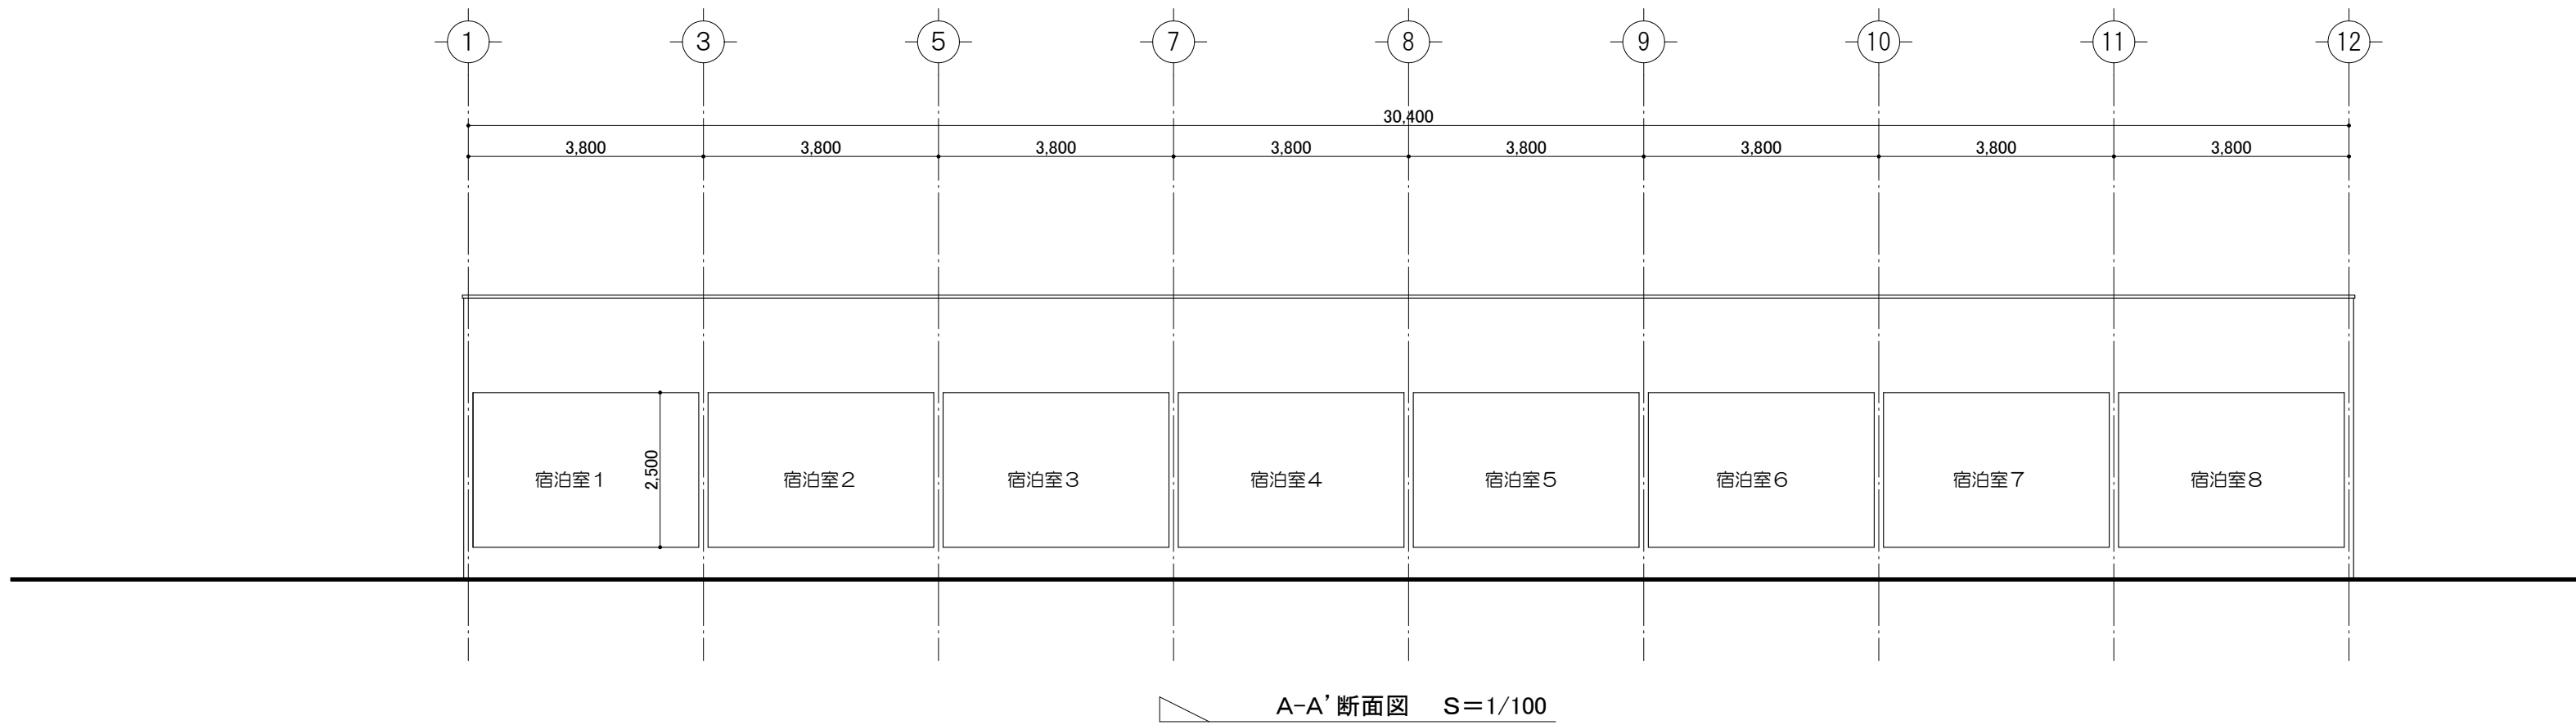 1 3 5 7 8 9 10 11 12
30,400
3,800 3,800 3,800 3,800 3,800 3,800 3,800 3,800
2,500
宿泊室1 宿泊室2 宿泊室3 宿泊室4 宿泊室5 宿泊室6 宿泊室7 宿泊室8
A-A'断面図 S=1/100